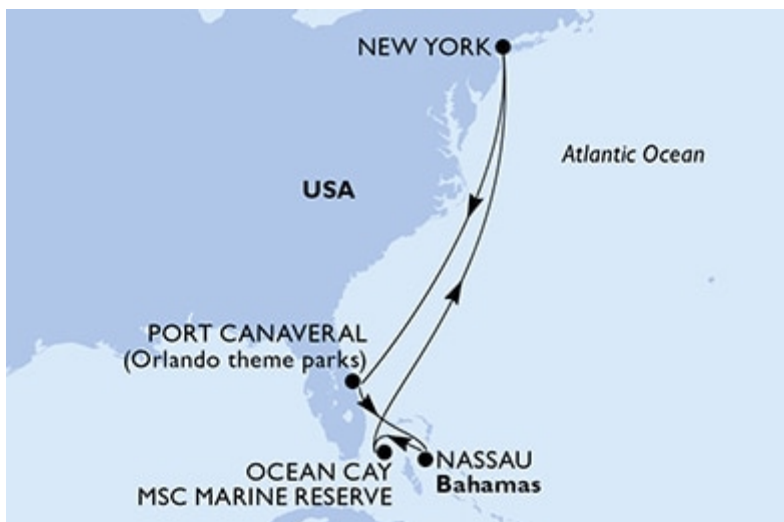 NEW YORK
Atlantic Ocean
USA
PORT CANAVERAL
(Orlando theme parks)
OCEAN CAY
MSC MARINE RESERVE
NASSAU
Bahamas